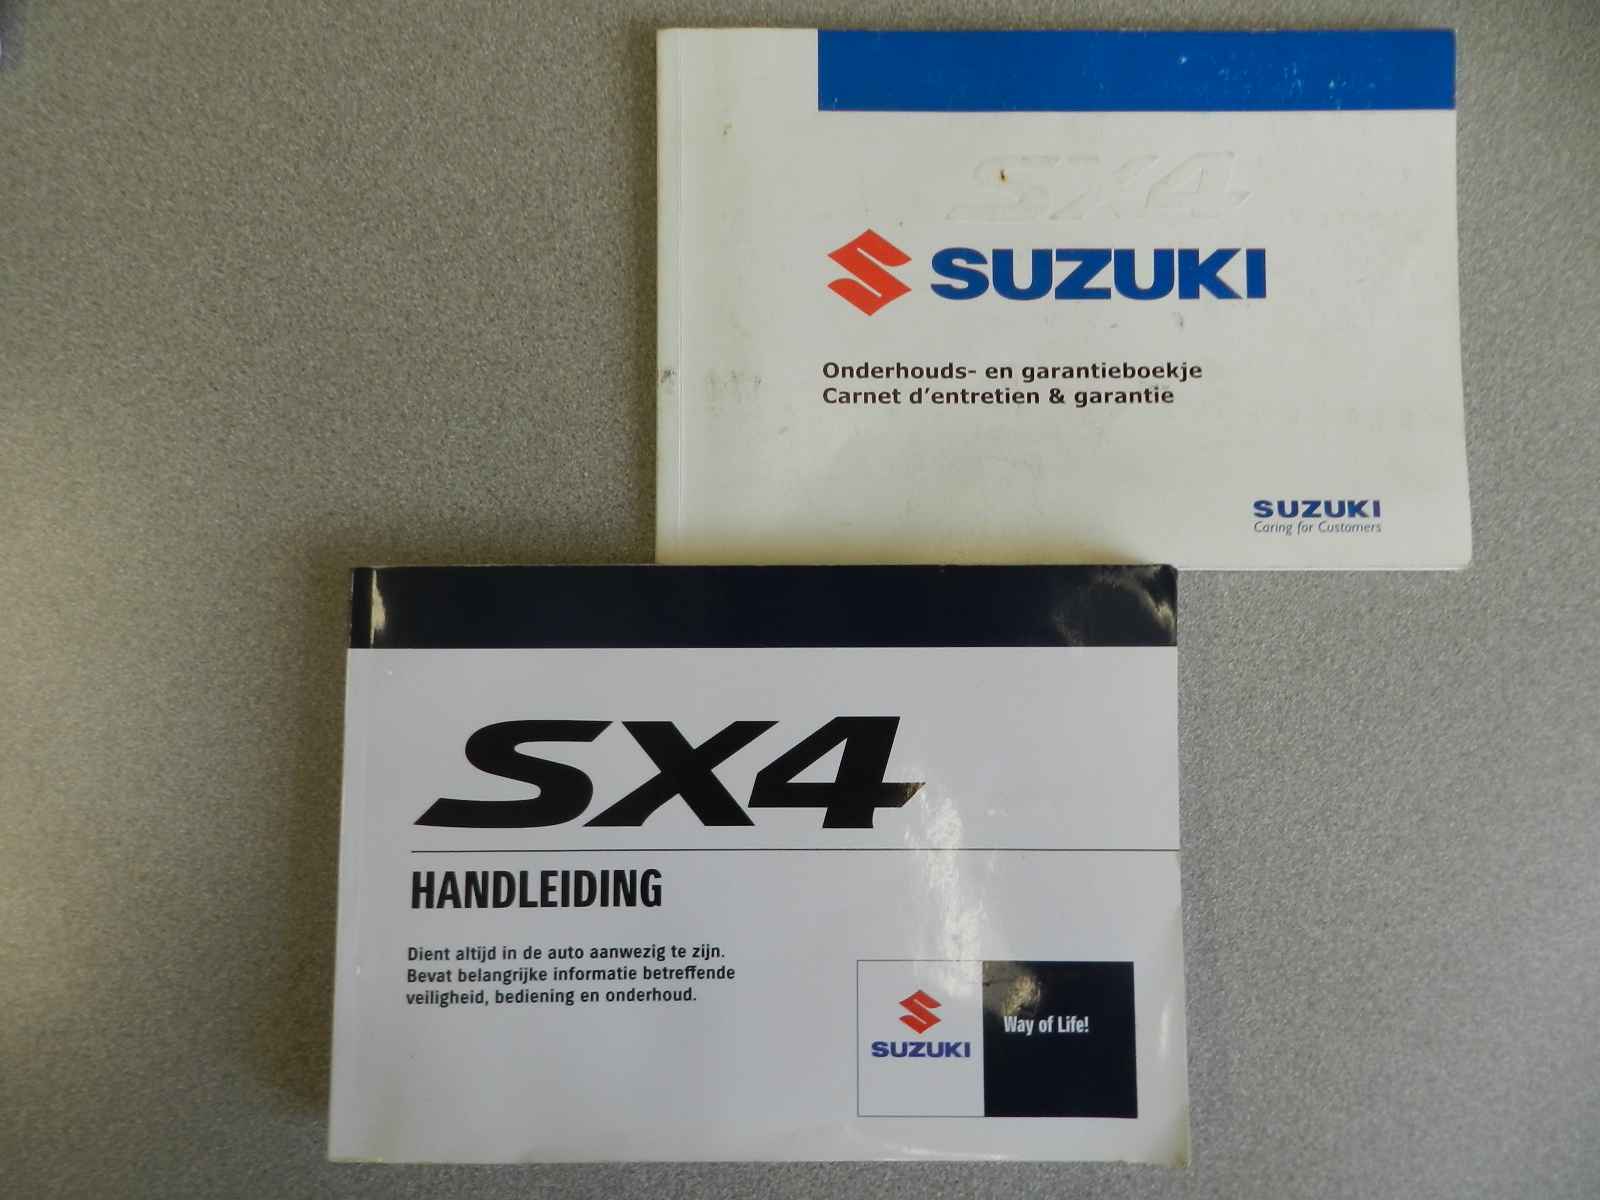 SX4
SUZUKI
Onderhouds- en garantieboekje
Carnet d'entretien & garantie
SUZUKI
Caring for Customers
SX4
HANDLEIDING
Dient altijd in de auto aanwezig te zijn.
Bevat belangrijke informatie betreffende
veiligheid, bediening en onderhoud.
SUZUKI
Way of Life!